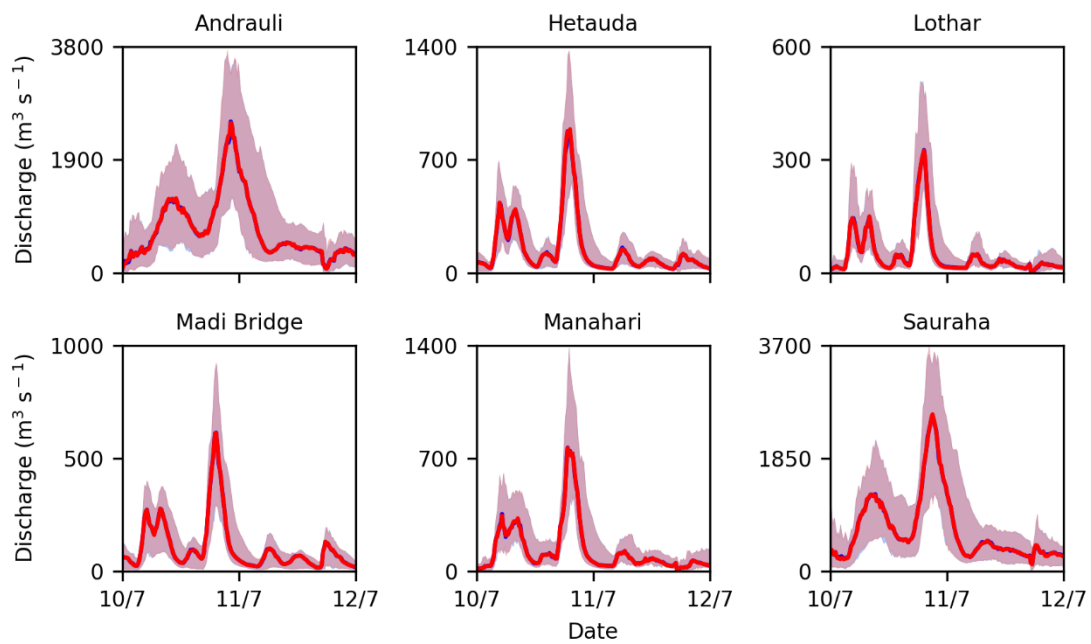 Andrauli
Hetauda
Lothar
3800
1900
0
Discharge (m³ s⁻¹)
1400
700
0
600
300
0
Madi Bridge
Manahari
Sauraha
1000
500
0
Discharge (m³ s⁻¹)
10/7 11/7 12/7
1400
700
0
10/7 11/7 12/7
3700
1850
0
10/7 11/7 12/7
Date